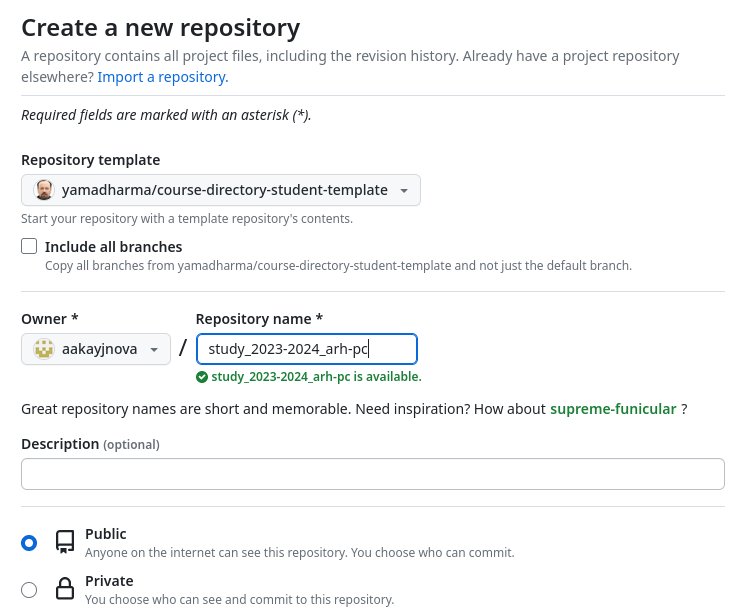 Create a new repository
A repository contains all project files, including the revision history. Already have a project repository
elsewhere? Import a repository.
Required fields are marked with an asterisk (*).
Repository template
yamadharma/course-directory-student-template
Start your repository with a template repository's contents.
Include all branches
Copy all branches from yamadharma/course-directory-student-template and not just the default branch.
Owner * Repository name *
aakayjnova / study_2023-2024_arh-pc
study_2023-2024_arh-pc is available.
Great repository names are short and memorable. Need inspiration? How about supreme-funicular ?
Description (optional)
Public
Anyone on the internet can see this repository. You choose who can commit.
Private
You choose who can see and commit to this repository.